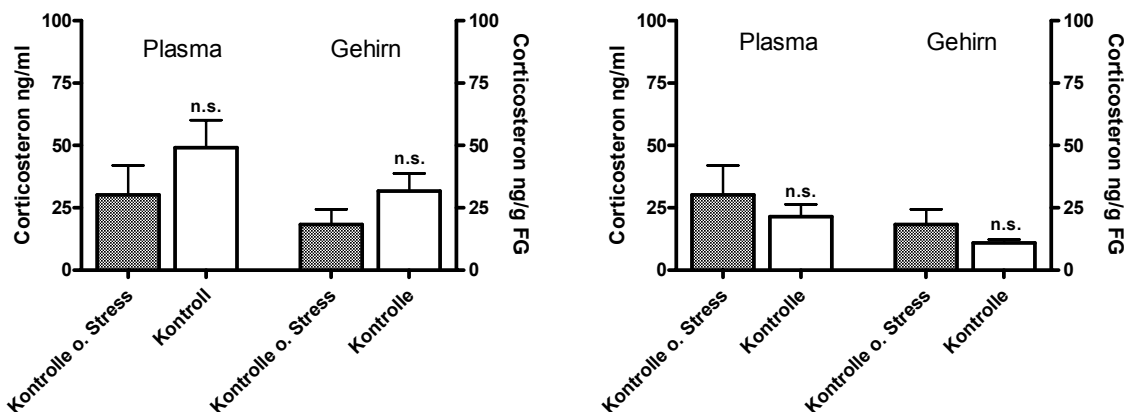 Corticosteron ng/ml
100
75
50
25
0
Plasma
Gehirn
n.s.
n.s.
100
75
50
25
0
Corticosteron ng/g FG
Kontrolle o. Stress
Kontroll
Kontrolle o. Stress
Kontrolle
Corticosteron ng/ml
100
75
50
25
0
Plasma
Gehirn
n.s.
n.s.
100
75
50
25
0
Corticosteron ng/g FG
Kontrolle o. Stress
Kontrolle
Kontrolle o. Stress
Kontrolle